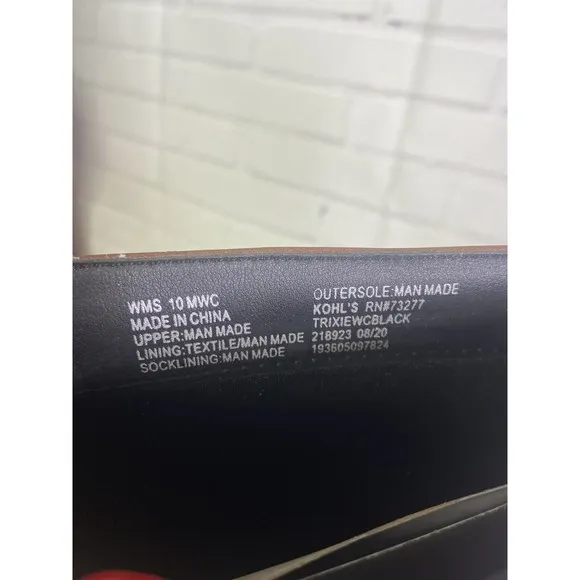 WMS 10 MWC
MADE IN CHINA
UPPER:MAN MADE
LINING:TEXTILE/MAN MADE
SOCKLINING:MAN MADE
OUTERSOLE:MAN MADE
KOHL'S RN#73277
TRIXIEWCBLACK
218923 08/20
193605097824